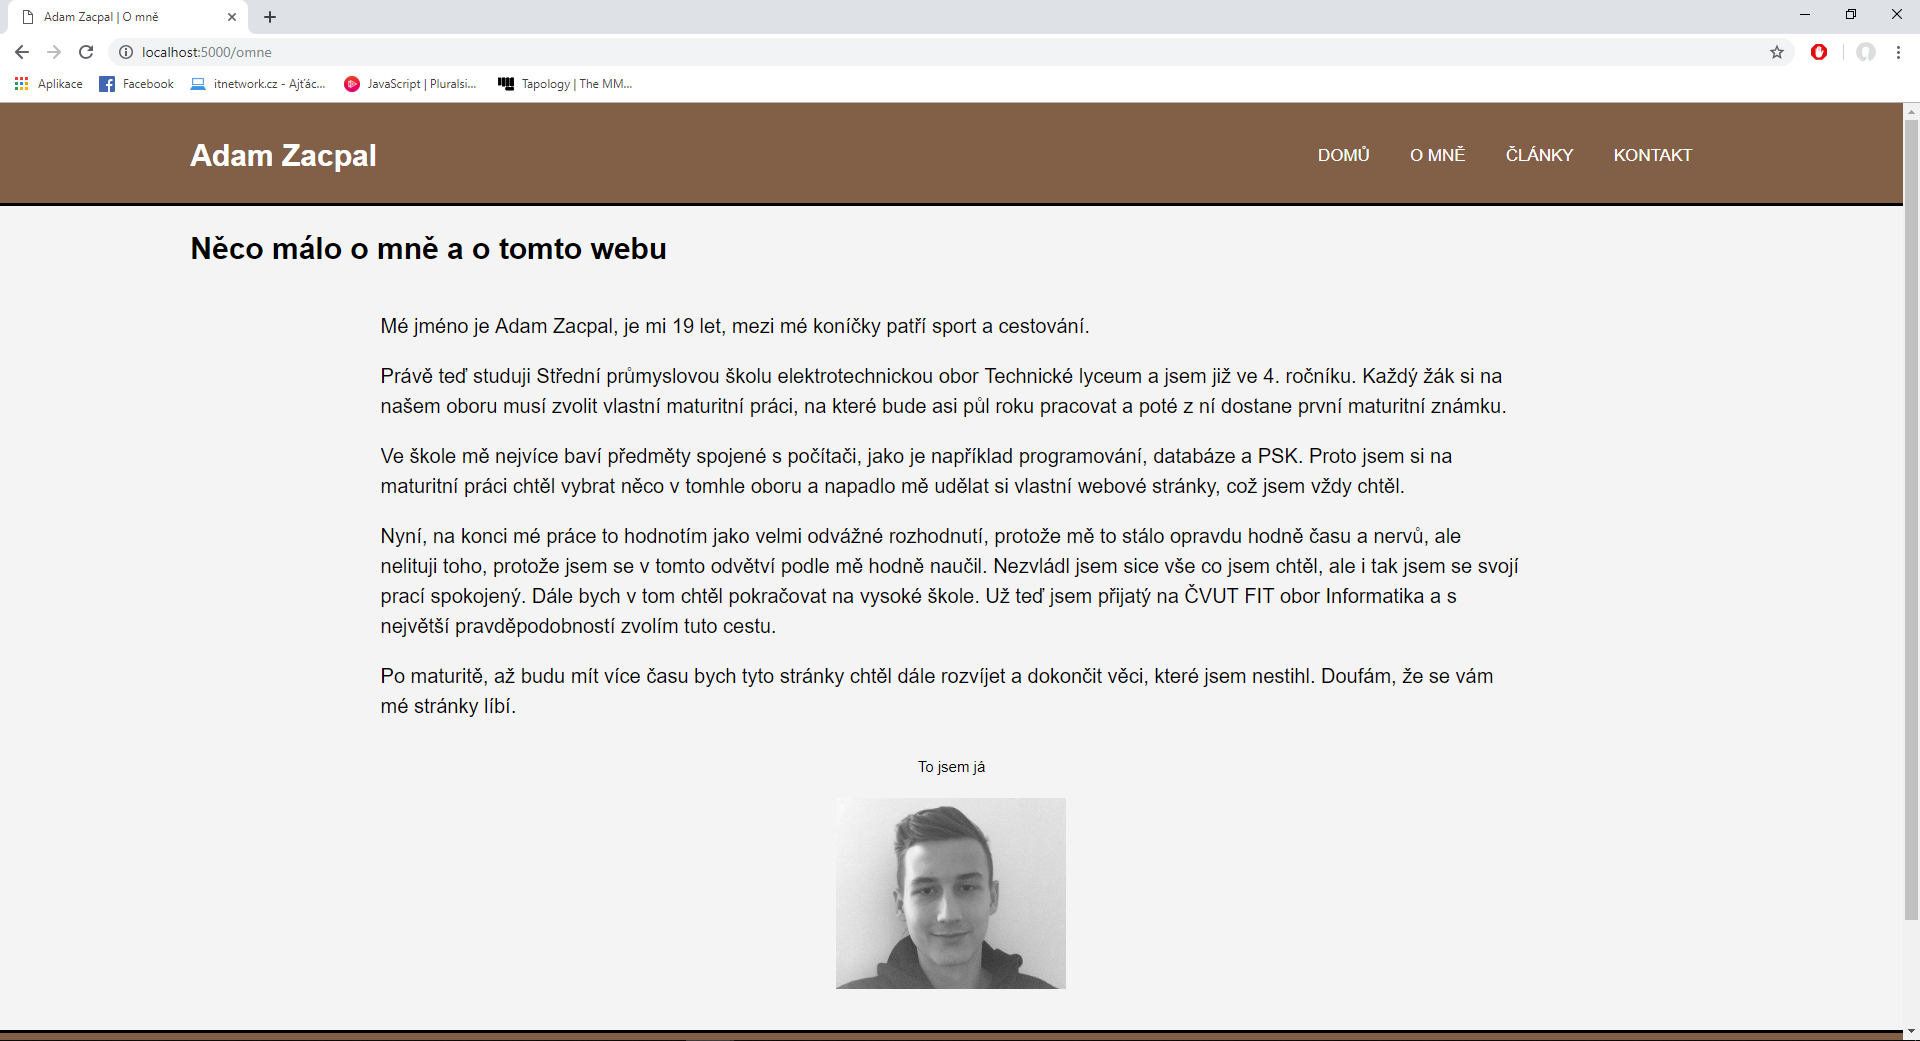 Adam Zacpal | O mně
localhost:5000/omne
Aplikace
Facebook
itnetwork.cz - Ajťác...
JavaScript | Pluralsi...
Tapology | The MM...
Adam Zacpal
DOMŮ
O MNĚ
ČLÁNKY
KONTAKT
Něco málo o mně a o tomto webu
Mé jméno je Adam Zacpal, je mi 19 let, mezi mé koníčky patří sport a cestování.
Právě teď studuji Střední průmyslovou školu elektrotechnickou obor Technické lyceum a jsem již ve 4. ročníku. Každý žák si na
našem oboru musí zvolit vlastní maturitní práci, na které bude asi půl roku pracovat a poté z ní dostane první maturitní známku.
Ve škole mě nejvíce baví předměty spojené s počítači, jako je například programování, databáze a PSK. Proto jsem si na
maturitní práci chtěl vybrat něco v tomhle oboru a napadlo mě udělat si vlastní webové stránky, což jsem vždy chtěl.
Nyní, na konci mé práce to hodnotím jako velmi odvážné rozhodnutí, protože mě to stálo opravdu hodně času a nervů, ale
nelituji toho, protože jsem se v tomto odvětví podle mě hodně naučil. Nezvládl jsem sice vše co jsem chtěl, ale i tak jsem se svojí
prací spokojený. Dále bych v tom chtěl pokračovat na vysoké škole. Už teď jsem přijatý na ČVUT FIT obor Informatika a s
největší pravděpodobností zvolím tuto cestu.
Po maturitě, až budu mít více času bych tyto stránky chtěl dále rozvíjet a dokončit věci, které jsem nestihl. Doufám, že se vám
mé stránky líbí.
To jsem já